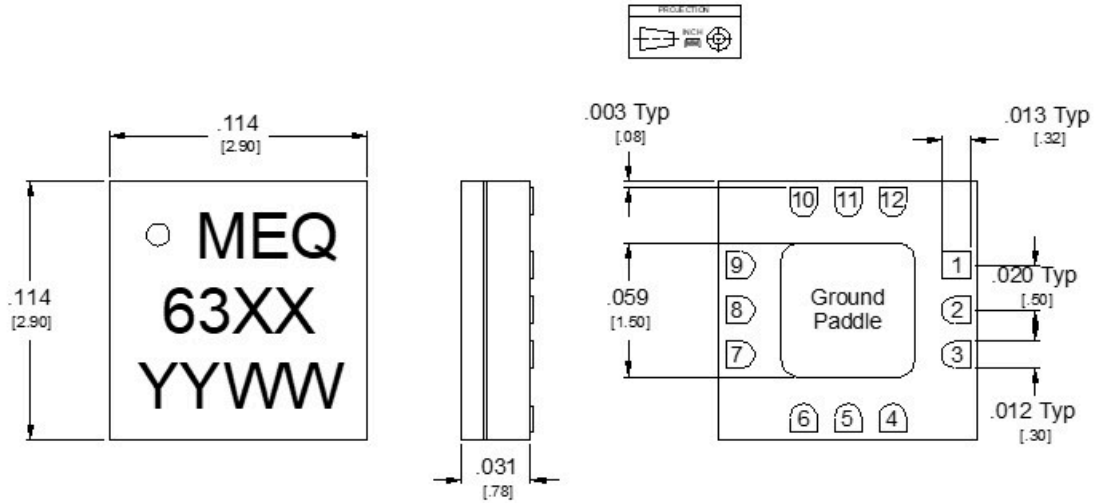 PROJECTION
INCH
.114
[2.90]
.114
[2.90]
MEQ
63XX
YYWW
.031
[.78]
.003 Typ
[.08]
.013 Typ
[.32]
10 11 12
9
8
7
1
2
3
6 5 4
Ground
Paddle
.059
[1.50]
.020 Typ
[.50]
.012 Typ
[.30]